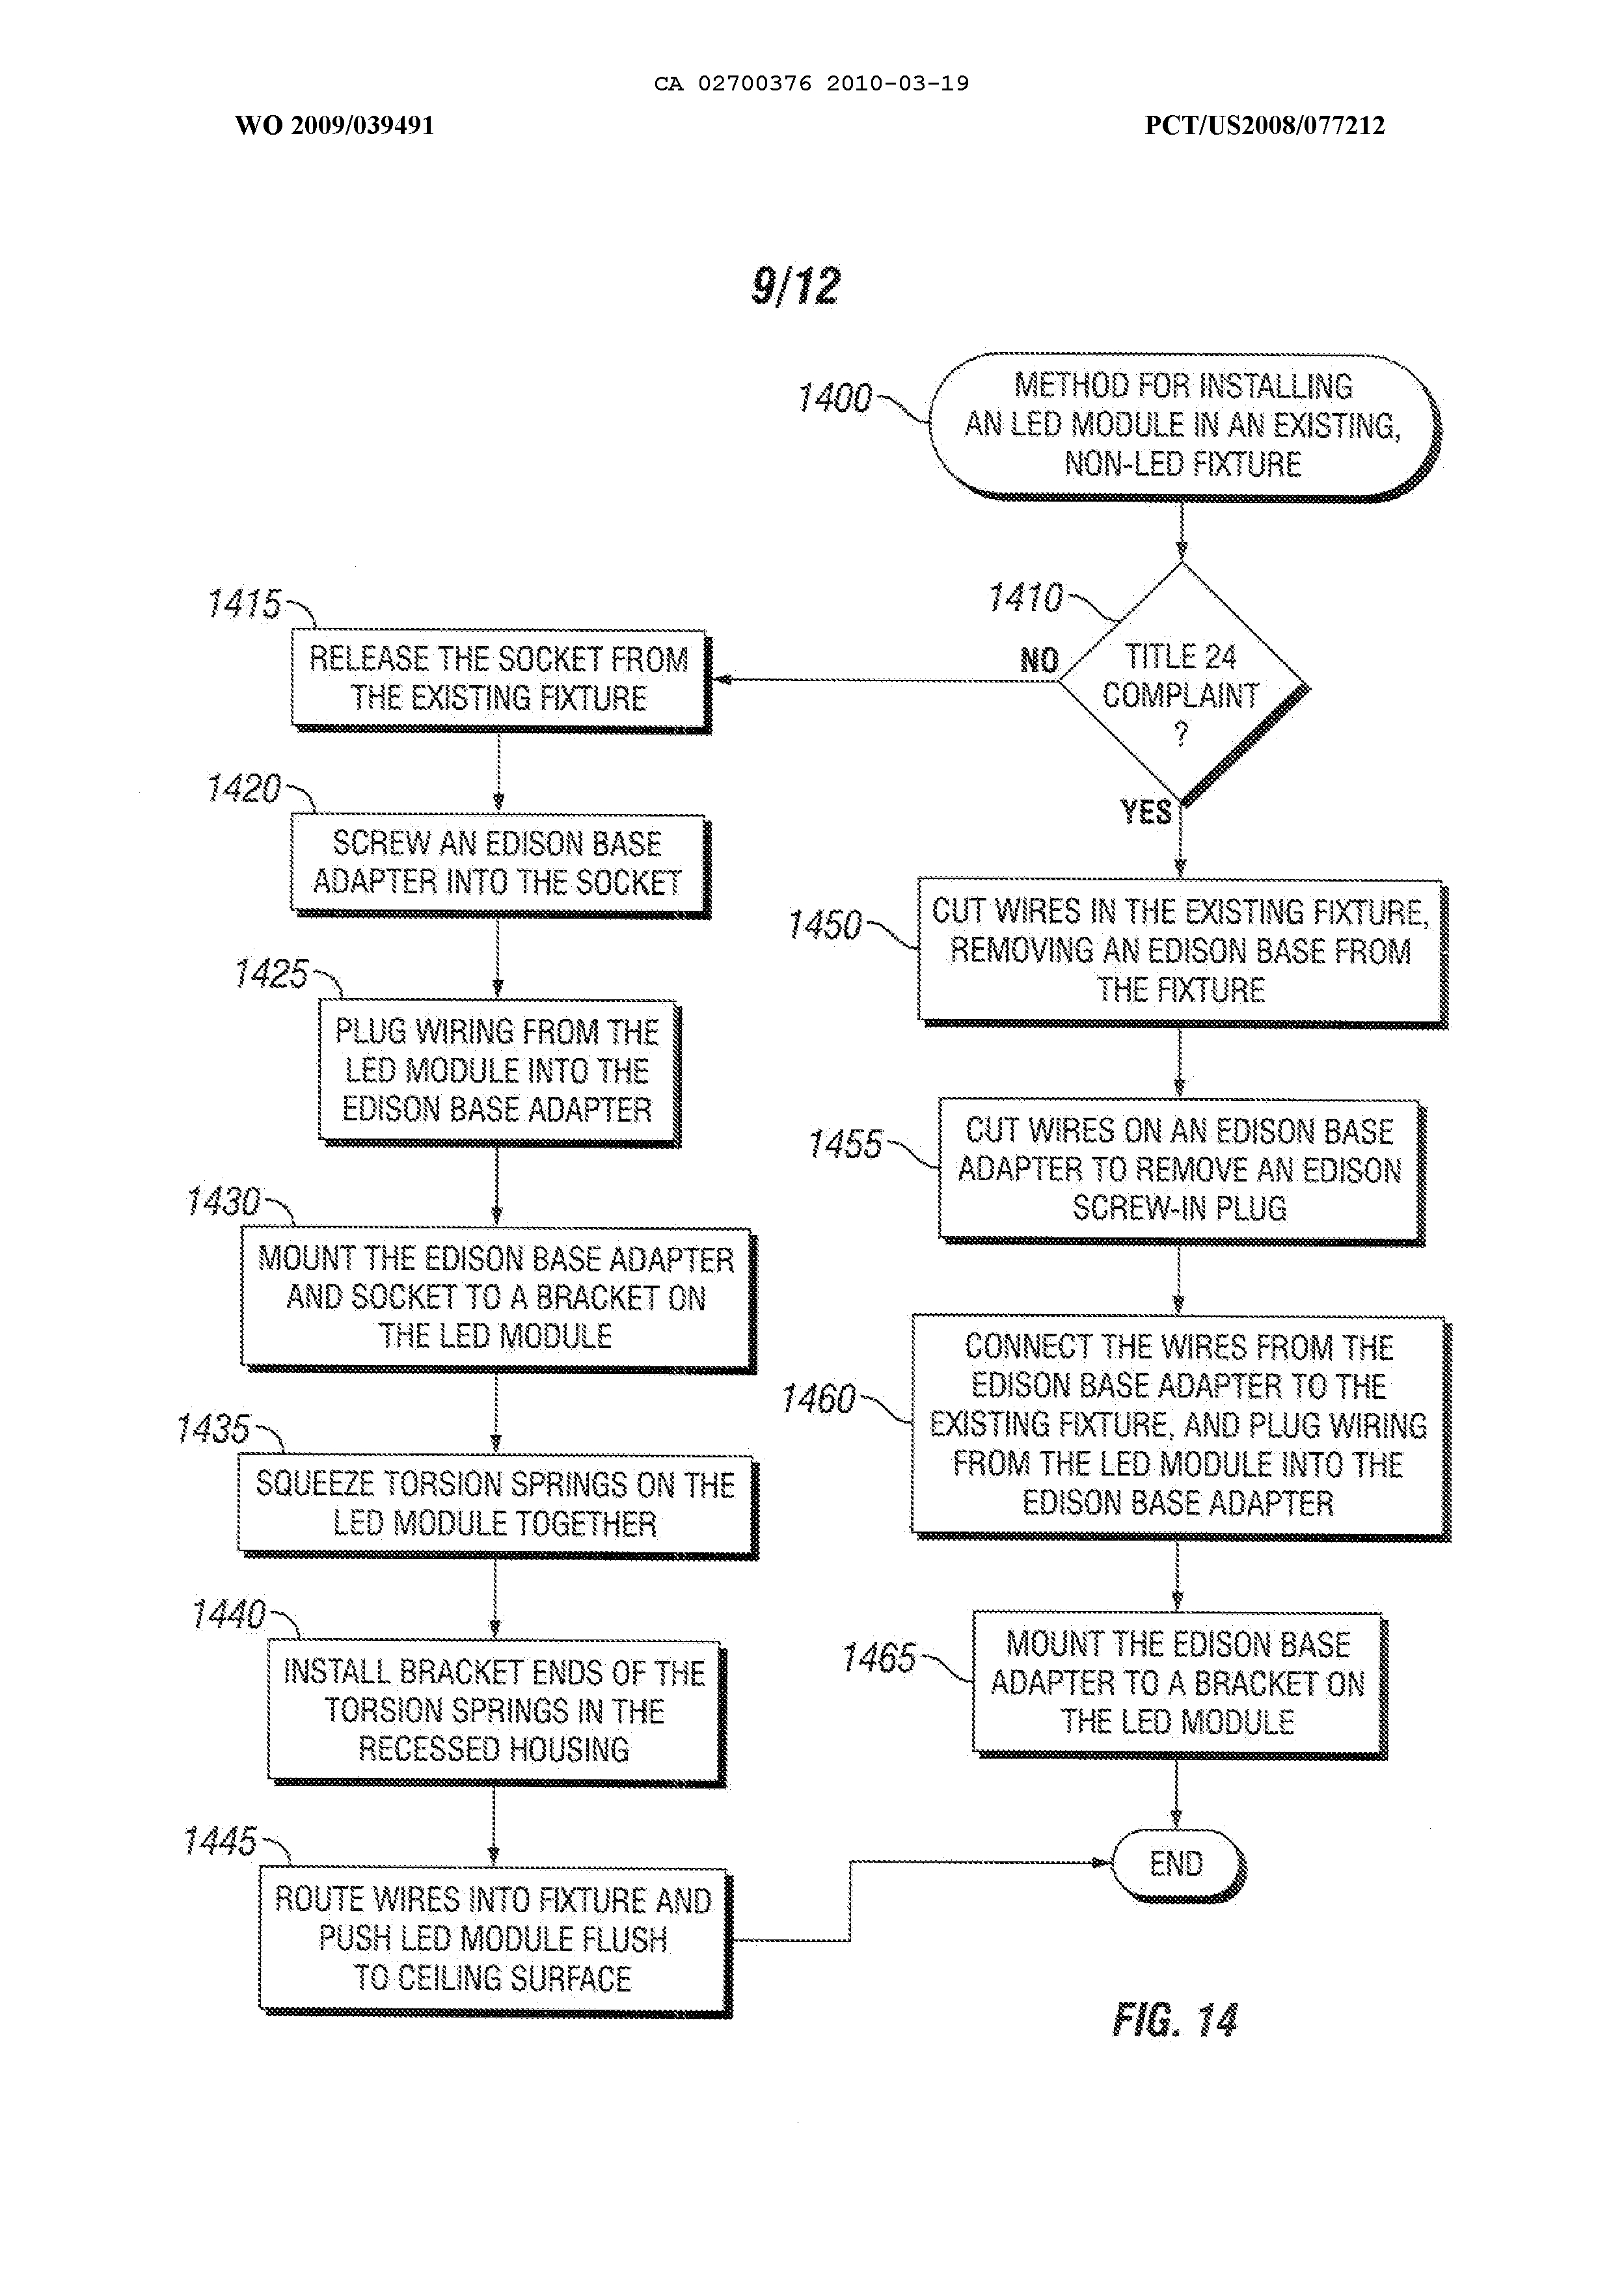 CA 02700376 2010-03-19
WO 2009/039491
PCT/US2008/077212
9/12
1400
METHOD FOR INSTALLING
AN LED MODULE IN AN EXISTING,
NON-LED FIXTURE
1410
TITLE 24
COMPLAINT
?
NO
YES
1415
RELEASE THE SOCKET FROM
THE EXISTING FIXTURE
1420
SCREW AN EDISON BASE
ADAPTER INTO THE SOCKET
1425
PLUG WIRING FROM THE
LED MODULE INTO THE
EDISON BASE ADAPTER
1430
MOUNT THE EDISON BASE ADAPTER
AND SOCKET TO A BRACKET ON
THE LED MODULE
1435
SQUEEZE TORSION SPRINGS ON THE
LED MODULE TOGETHER
1440
INSTALL BRACKET ENDS OF THE
TORSION SPRINGS IN THE
RECESSED HOUSING
1445
ROUTE WIRES INTO FIXTURE AND
PUSH LED MODULE FLUSH
TO CEILING SURFACE
1450
CUT WIRES IN THE EXISTING FIXTURE,
REMOVING AN EDISON BASE FROM
THE FIXTURE
1455
CUT WIRES ON AN EDISON BASE
ADAPTER TO REMOVE AN EDISON
SCREW-IN PLUG
1460
CONNECT THE WIRES FROM THE
EDISON BASE ADAPTER TO THE
EXISTING FIXTURE, AND PLUG WIRING
FROM THE LED MODULE INTO THE
EDISON BASE ADAPTER
1465
MOUNT THE EDISON BASE
ADAPTER TO A BRACKET ON
THE LED MODULE
END
FIG. 14